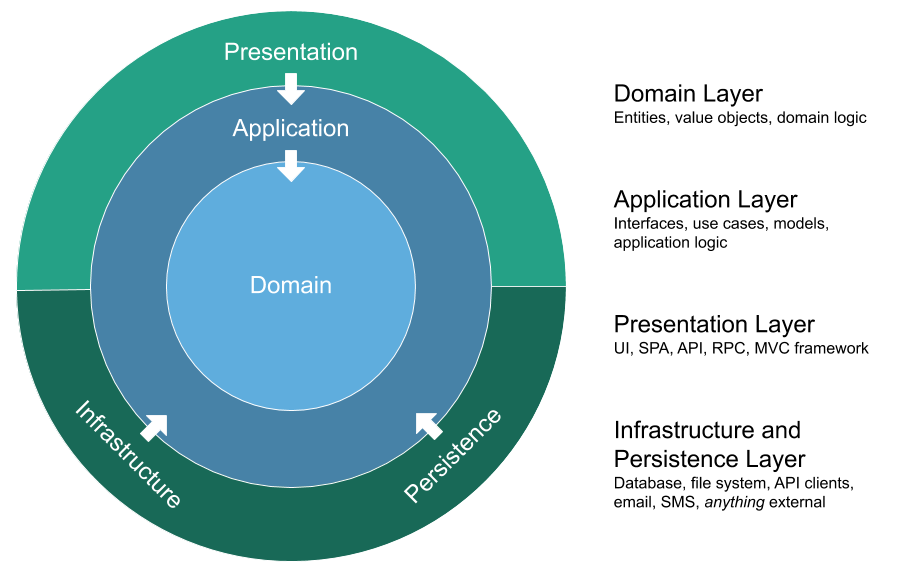 Presentation
Application
Domain
Infrastructure
Persistence
Domain Layer
Entities, value objects, domain logic
Application Layer
Interfaces, use cases, models,
application logic
Presentation Layer
UI, SPA, API, RPC, MVC framework
Infrastructure and
Persistence Layer
Database, file system, API clients,
email, SMS, anything external